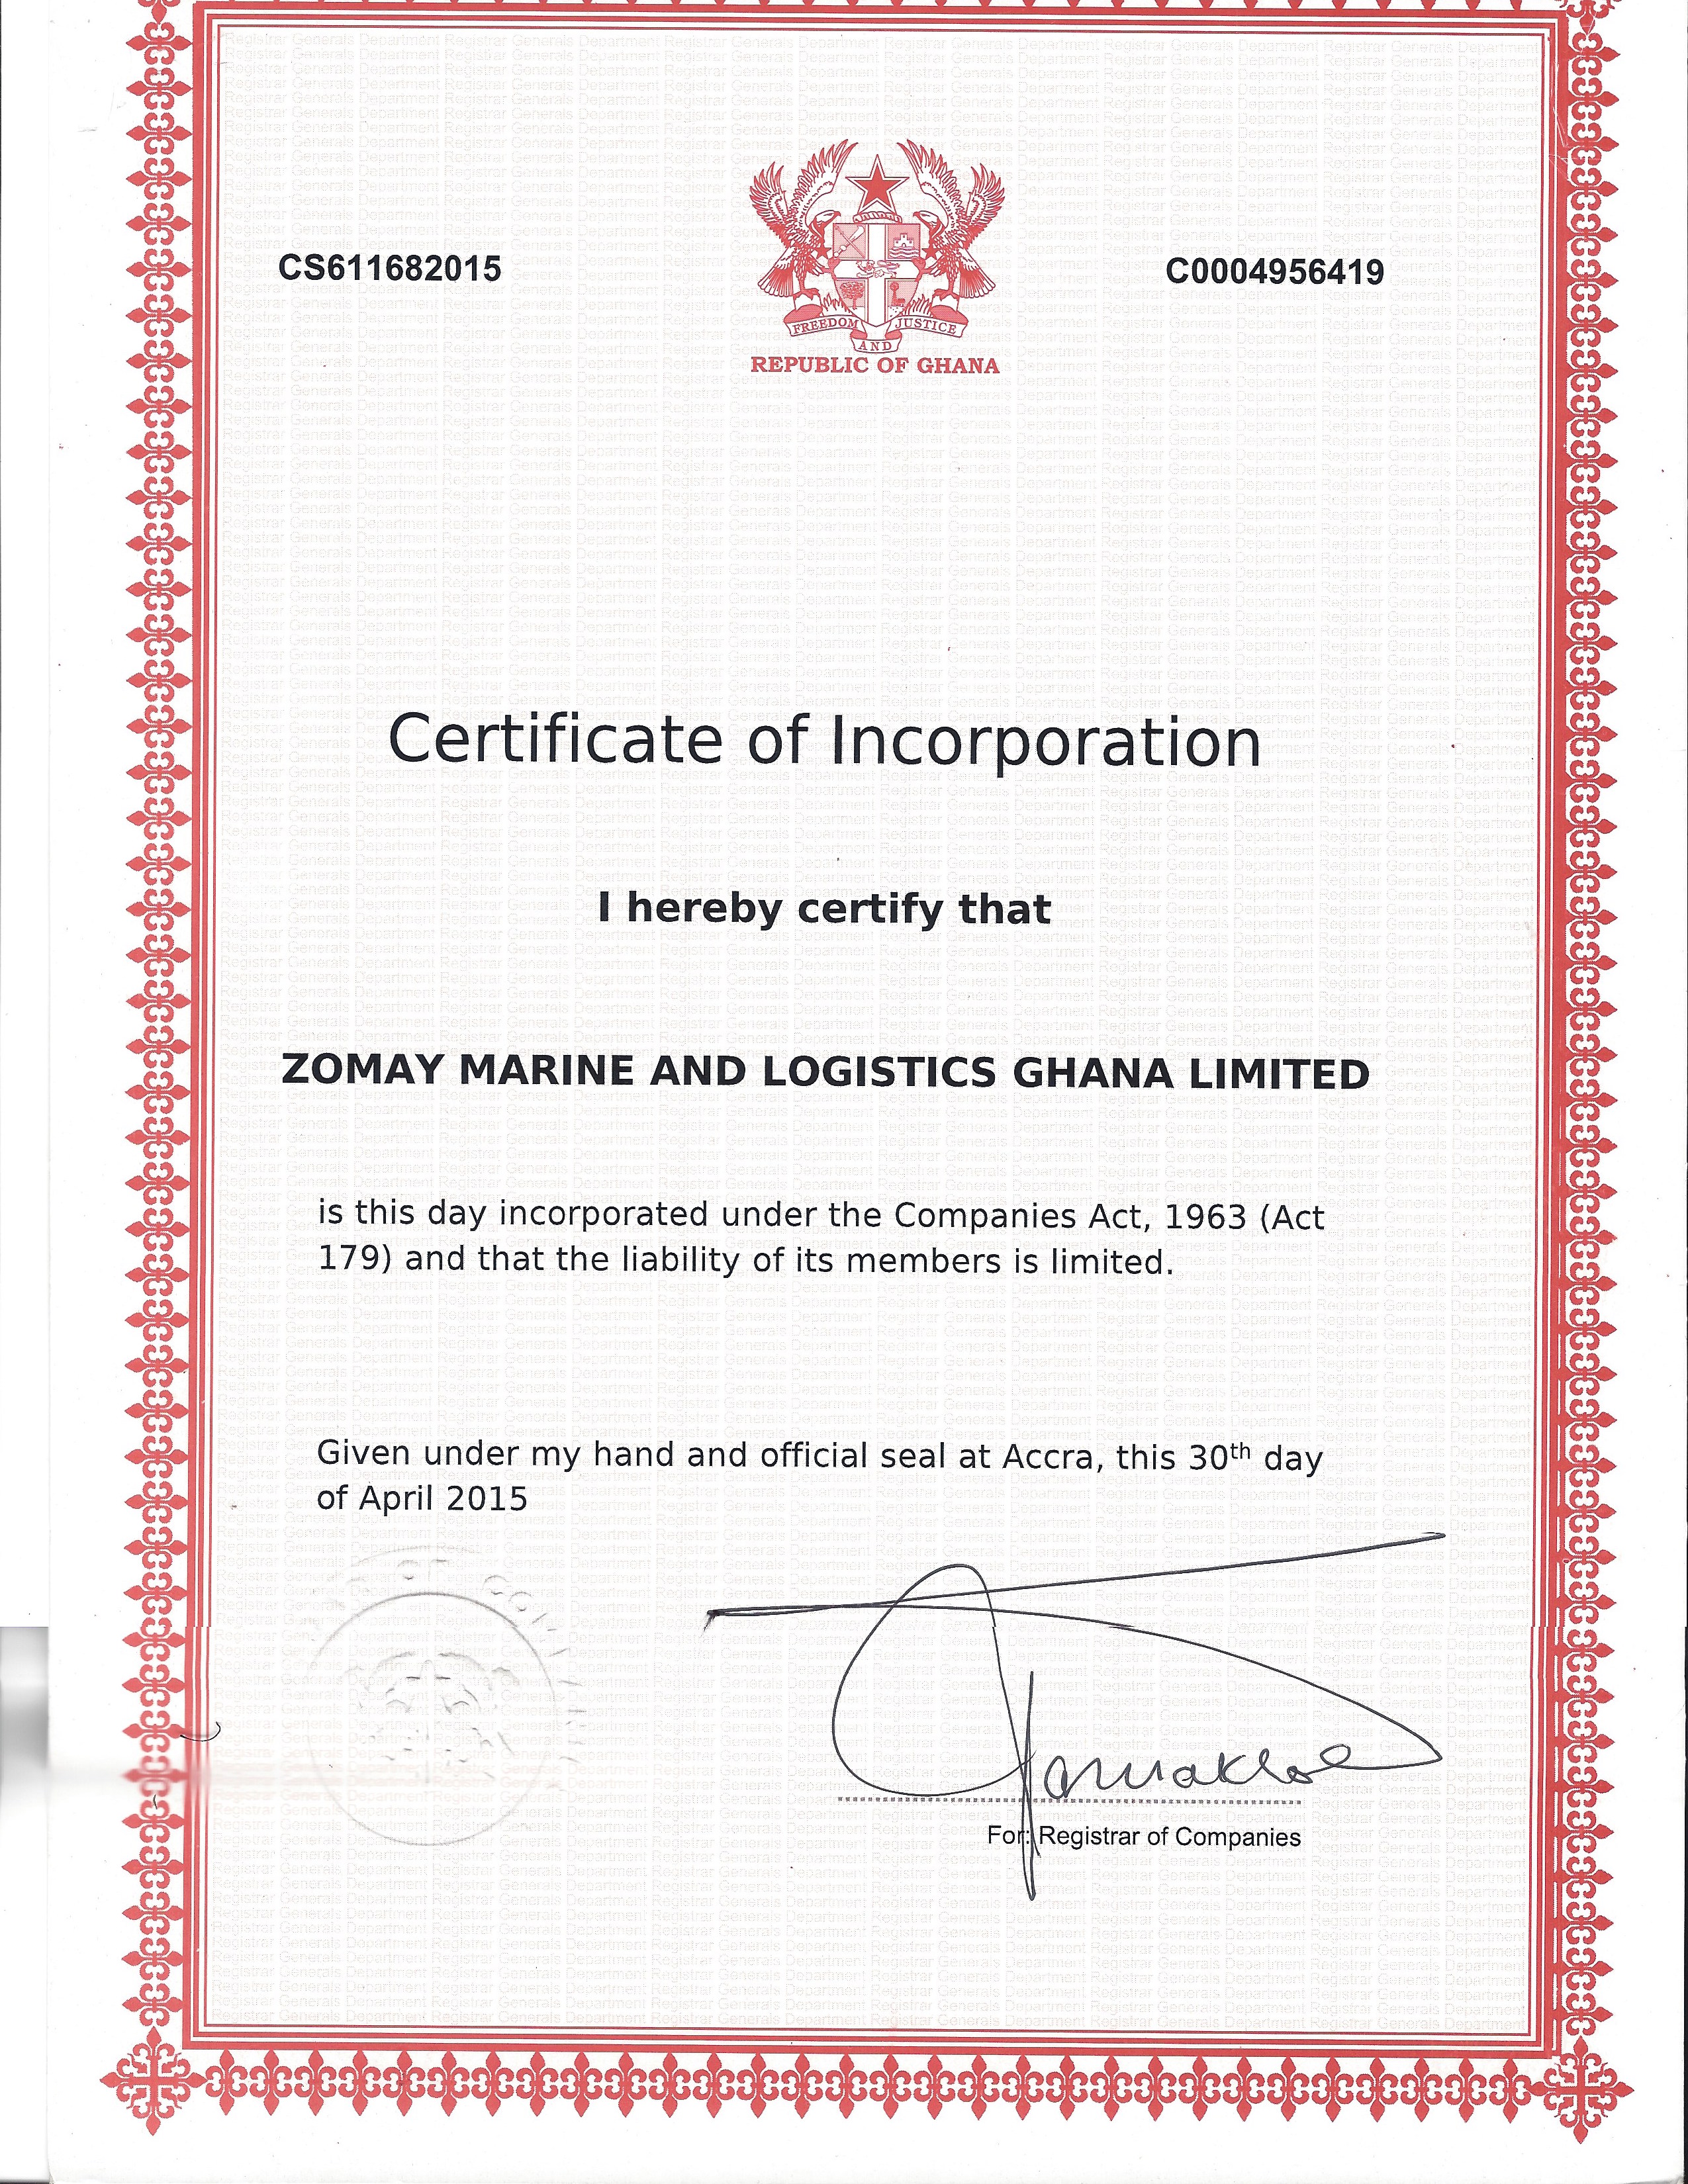 CS611682015
C0004956419
FREEDOM AND JUSTICE
REPUBLIC OF GHANA
Certificate of Incorporation
I hereby certify that
ZOMAY MARINE AND LOGISTICS GHANA LIMITED
is this day incorporated under the Companies Act, 1963 (Act
179) and that the liability of its members is limited.
Given under my hand and official seal at Accra, this 30th day
of April 2015
For: Registrar of Companies